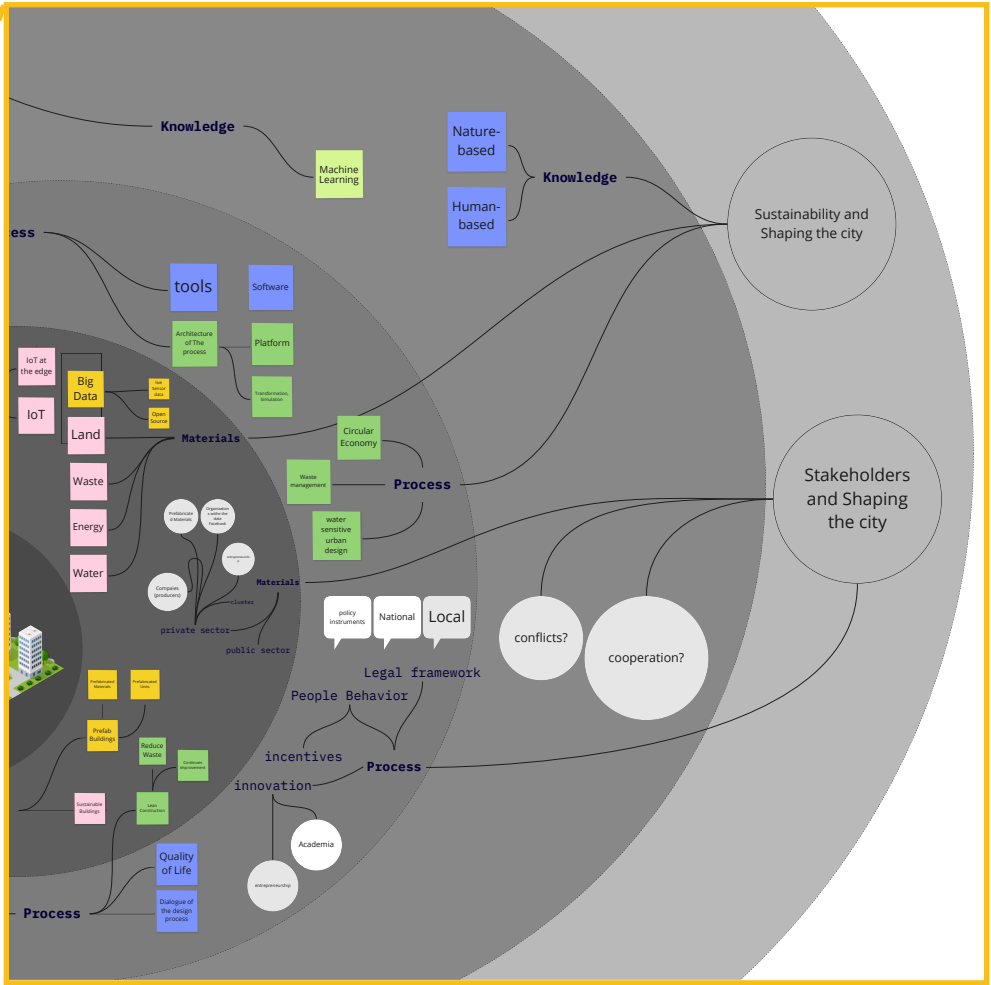 Knowledge
Machine
Learning
Nature-
based
Human-
based
Knowledge
Sustainability and
Shaping the city
ess
tools
Software
Architecture
of The
process
Platform
Transformation,
Simulation
IoT at
the edge
IoT
Big
Data
Open
Source
Land
Materials
Waste
Energy
Water
Circular
Economy
Waste
management
Process
water
sensitive
urban
design
Stakeholders
and Shaping
the city
Compaies
(producers)
Materials
private sector
public sector
policy
instruments
National
Local
conflicts?
cooperation?
Legal framework
People Behavior
incentives
Process
innovation
Academia
entrepreneurship
Prefabricated
Materials
Prefabricated
Units
Prefab
Buildings
Reduce
Waste
Continuous
Improvement
Sustainable
Buildings
Lean
Construction
Quality
of Life
Process
Dialogue of
the design
process